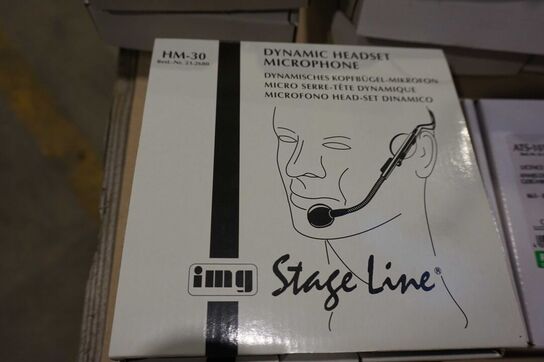 HM-30
Best.-Nr. 23.2680
DYNAMIC HEADSET
MICROPHONE
DYNAMISCHES KOPFBÜGEL-MIKROFON
MICRO SERRE-TÊTE DYNAMIQUE
MICROFONO HEAD-SET DINAMICO
img
Stage Line®